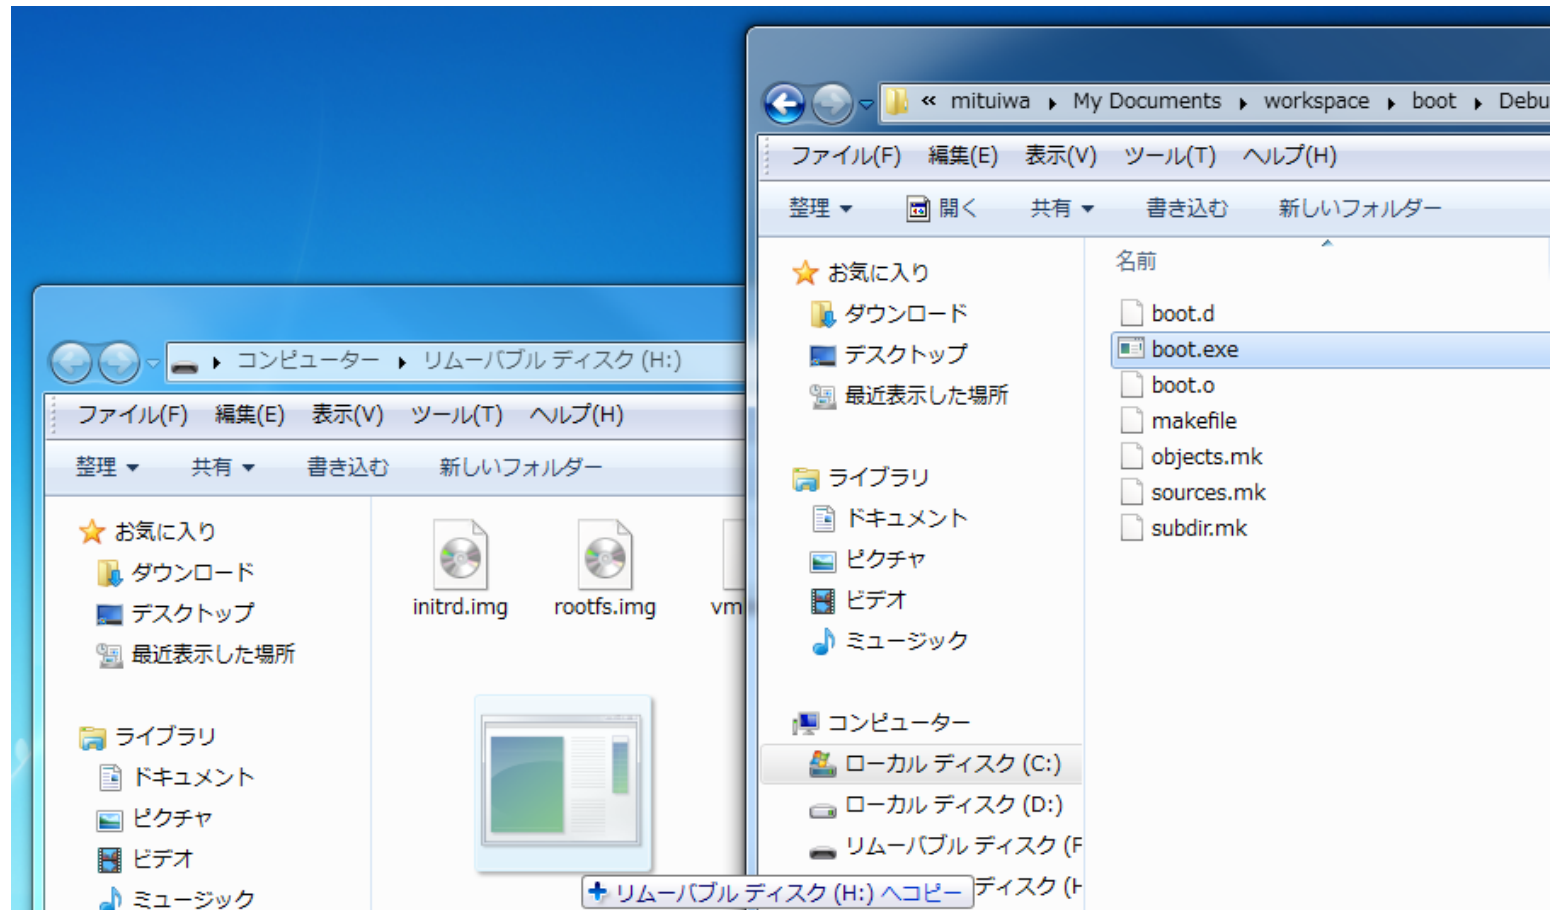 « mituiwa ▸ My Documents ▸ workspace ▸ boot ▸ Debu
ファイル(F) 編集(E) 表示(V) ツール(T) ヘルプ(H)
整理 開く 共有 書き込む 新しいフォルダー
名前
お気に入り
ダウンロード
デスクトップ
最近表示した場所
ライブラリ
ドキュメント
ピクチャ
ビデオ
ミュージック
コンピューター
ローカル ディスク (C:)
ローカル ディスク (D:)
リムーバブル ディスク (F
ディスク (H
boot.d
boot.exe
boot.o
makefile
objects.mk
sources.mk
subdir.mk
コンピューター ▸ リムーバブル ディスク (H:)
ファイル(F) 編集(E) 表示(V) ツール(T) ヘルプ(H)
整理 共有 書き込む 新しいフォルダー
お気に入り
ダウンロード
デスクトップ
最近表示した場所
ライブラリ
ドキュメント
ピクチャ
ビデオ
ミュージック
initrd.img rootfs.img vm
リムーバブル ディスク (H:) へコピー